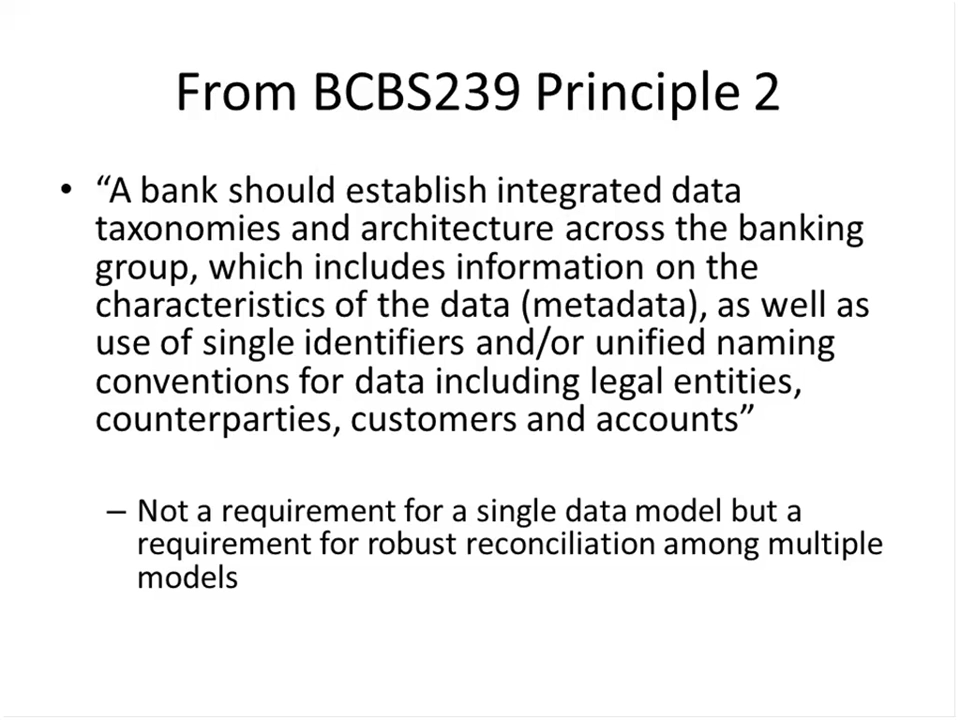 From BCBS239 Principle 2
• “A bank should establish integrated data
taxonomies and architecture across the banking
group, which includes information on the
characteristics of the data (metadata), as well as
use of single identifiers and/or unified naming
conventions for data including legal entities,
counterparties, customers and accounts”
– Not a requirement for a single data model but a
requirement for robust reconciliation among multiple
models